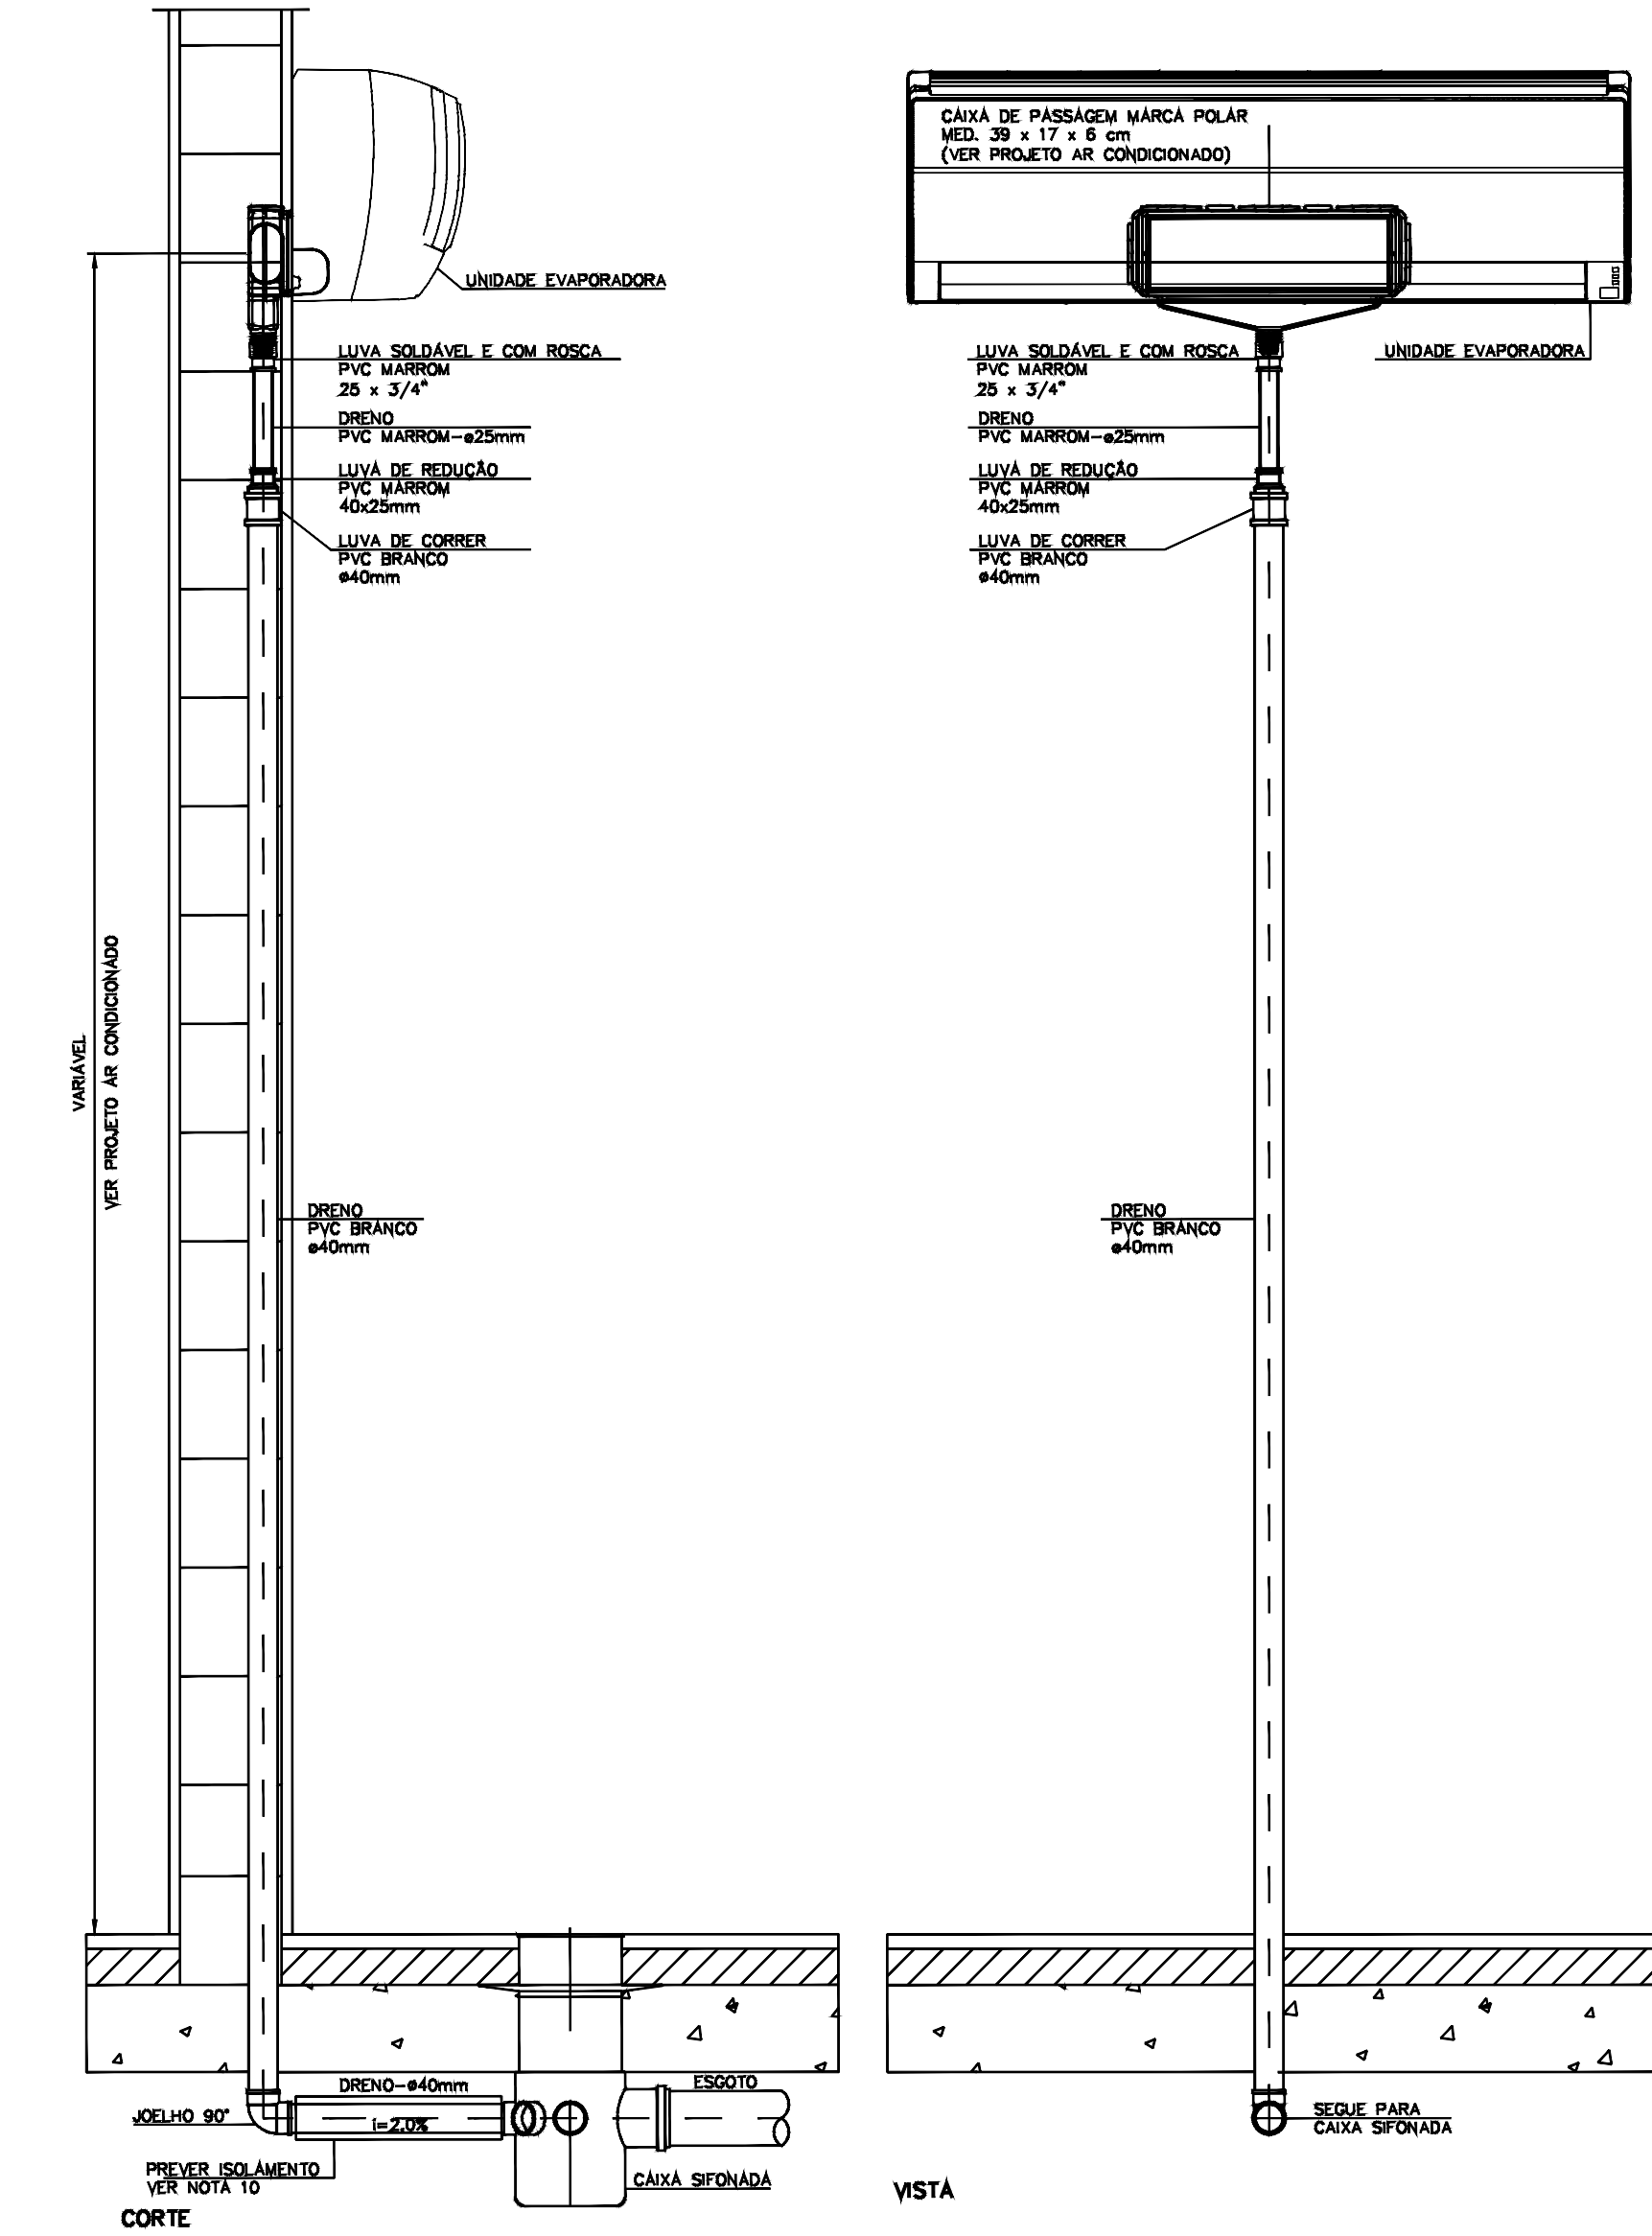 UNIDADE EVAPORADORA
LUVA SOLDÁVEL E COM ROSCA
PVC MARROM
25 x 3/4"
DRENO
PVC MARROM-ø25mm
LUVA DE REDUÇÃO
PVC MARROM
40x25mm
LUVA DE CORRER
PVC BRANCO
ø40mm
VARIÁVEL
VER PROJETO AR CONDICIONADO
DRENO
PVC BRANCO
ø40mm
DRENO-ø40mm
i=2.0%
JOELHO 90°
PREVER ISOLAMENTO
VER NOTA 10
ESGOTO
CAIXA SIFONADA
CORTE
CAIXA DE PASSAGEM MARCA POLAR
MED. 39 x 17 x 6 cm
(VER PROJETO AR CONDICIONADO)
UNIDADE EVAPORADORA
LUVA SOLDÁVEL E COM ROSCA
PVC MARROM
25 x 3/4"
DRENO
PVC MARROM-ø25mm
LUVA DE REDUÇÃO
PVC MARROM
40x25mm
LUVA DE CORRER
PVC BRANCO
ø40mm
DRENO
PVC BRANCO
ø40mm
SEGUE PARA
CAIXA SIFONADA
VISTA